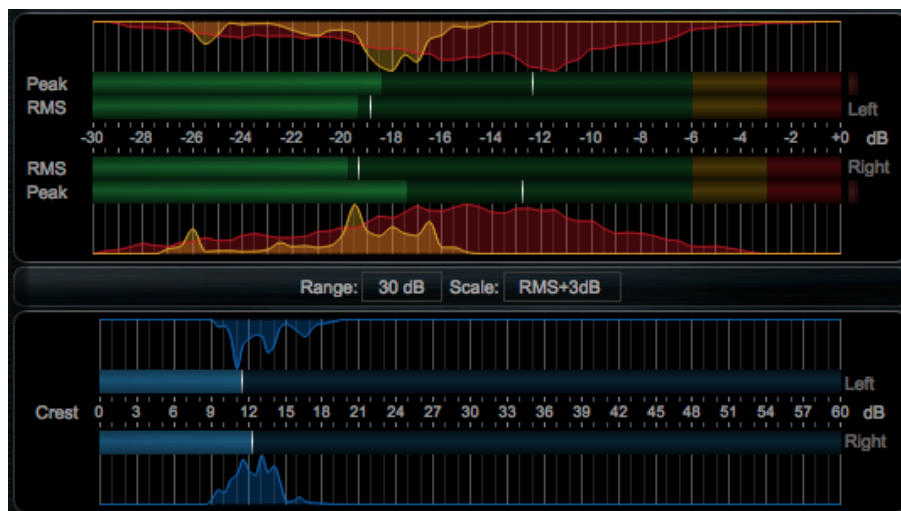 Peak
RMS
Left
-30 -28 -26 -24 -22 -20 -18 -16 -14 -12 -10 -8 -6 -4 -2 +0 dB
RMS
Right
Peak
Range: 30 dB Scale: RMS+3dB
Left
Crest 0 3 6 9 12 15 18 21 24 27 30 33 36 39 42 45 48 51 54 57 60 dB
Right